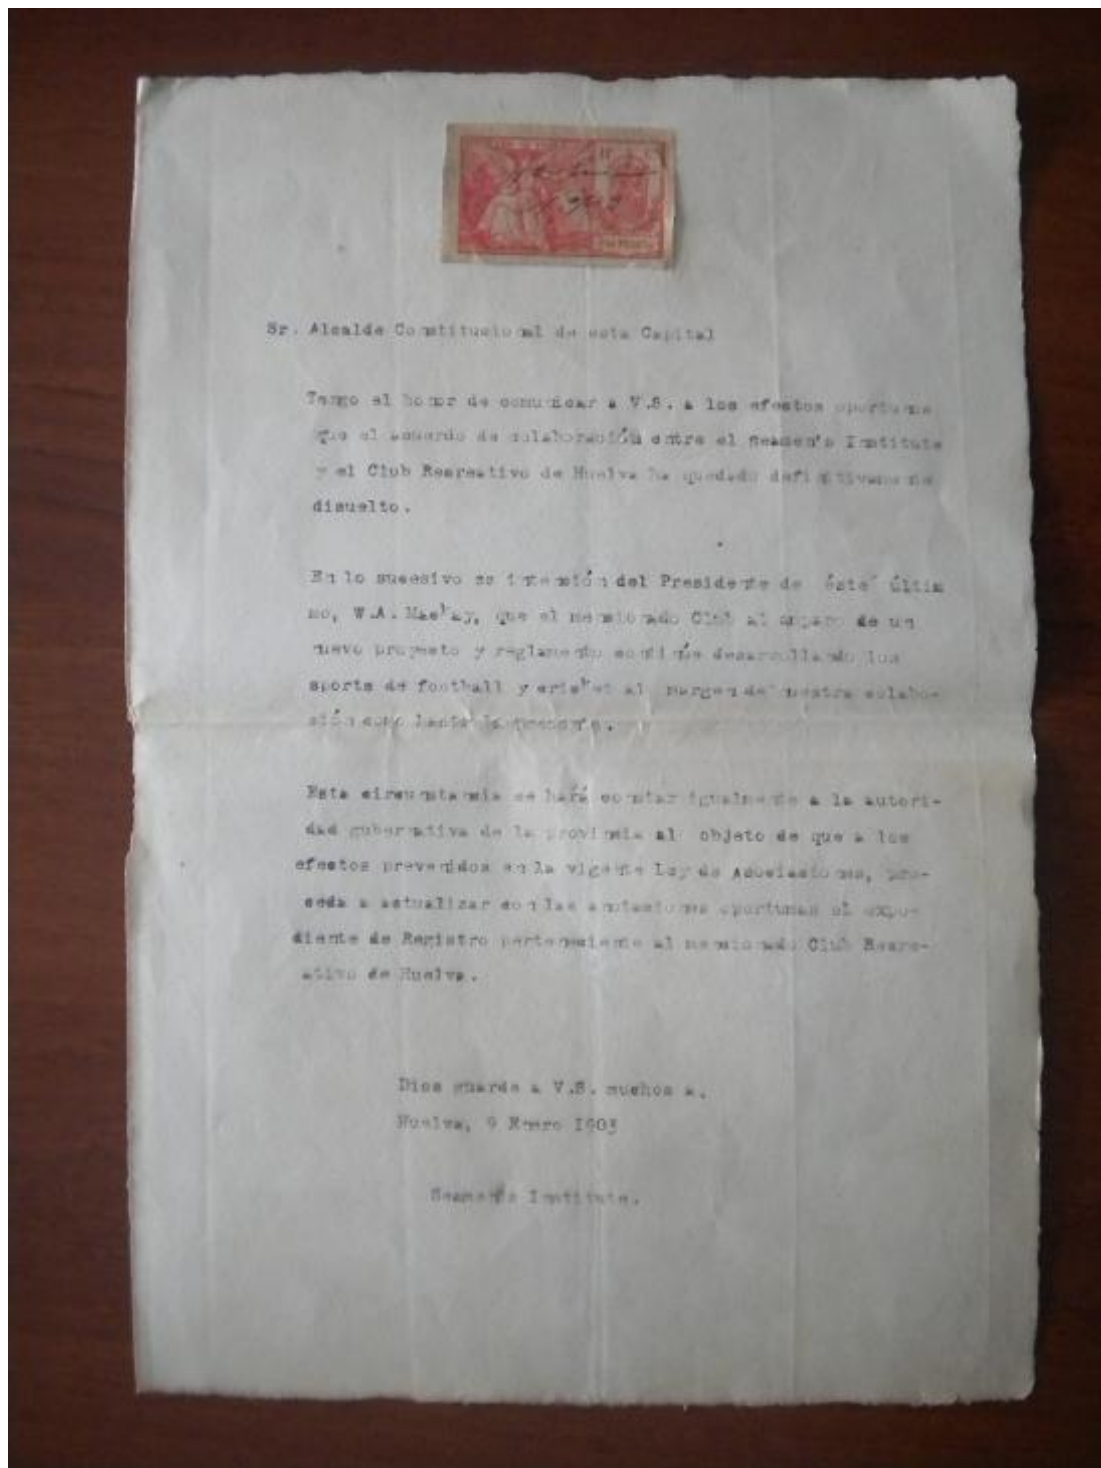 Sr. Alcalde Constitucional de esta Capital
Tengo el honor de comunicar a V.S. a los efectos oportunos
que el acuerdo de colaboración entre el Seamen's Institute
y el Club Recreativo de Huelva ha quedado definitivamente
disuelto.
En lo sucesivo es intención del Presidente de éste últim
mo, W.A. Mackay, que el mencionado Club al amparo de un
nuevo proyecto y reglamento continúe desarrollando los
sports de football y cricket al margen de nuestra colabo-
ción como hasta la presente.
Esta circunstancia se hará constar igualmente a la autori-
dad gubernativa de la provincia al objeto de que a los
efectos prevenidos en la vigente Ley de Asociaciones, pro-
ceda a actualizar con las anotaciones oportunas el expe-
diente de Registro perteneciente al mencionado Club Recre-
ativo de Huelva.
Dios guarde a V.S. muchos a.
Huelva, 9 Enero 1903
Seamen's Institute.